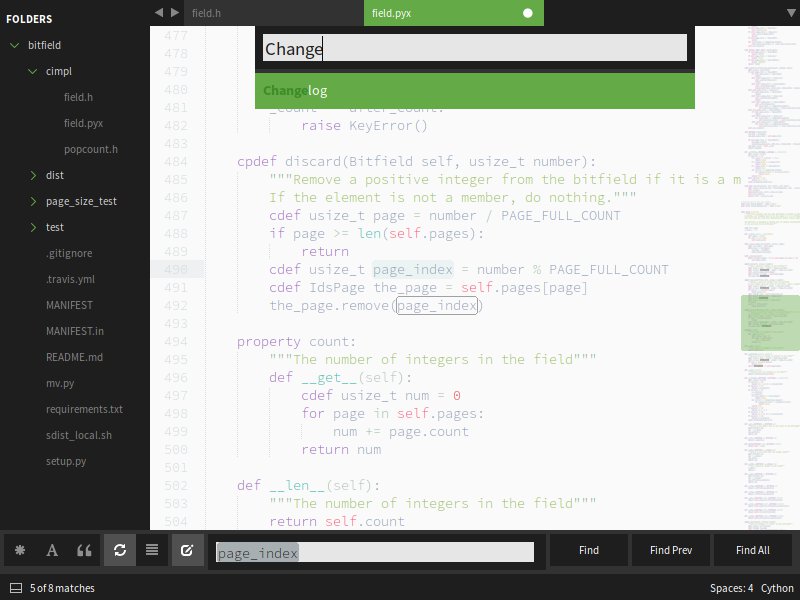 FOLDERS
bitfield
cimpl
field.h
field.pyx
popcount.h
dist
page_size_test
test
.gitignore
.travis.yml
MANIFEST
MANIFEST.in
README.md
mv.py
requirements.txt
sdist_local.sh
setup.py
field.h
field.pyx
Change
Changelog
477
478
479
480
481
482 raise KeyError()
483
484 cpdef discard(Bitfield self, usize_t number):
485 """Remove a positive integer from the bitfield if it is a m
486 If the element is not a member, do nothing."""
487 cdef usize_t page = number / PAGE_FULL_COUNT
488 if page >= len(self.pages):
489 return
490 cdef usize_t page_index = number % PAGE_FULL_COUNT
491 cdef IdsPage the_page = self.pages[page]
492 the_page.remove(page_index)
493
494 property count:
495 """The number of integers in the field"""
496 def __get__(self):
497 cdef usize_t num = 0
498 for page in self.pages:
499 num += page.count
500 return num
501
502 def __len__(self):
503 """The number of integers in the field"""
504 return self.count
page_index
Find
Find Prev
Find All
5 of 8 matches
Spaces: 4 Cython